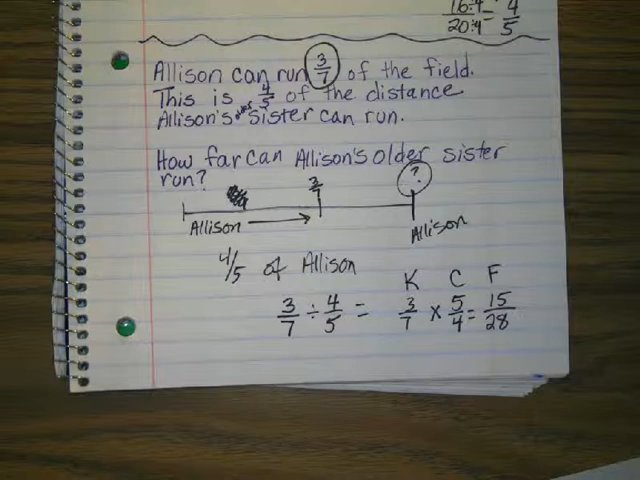 16÷4 = 4
20÷4 5
Allison can run 3/7 of the field.
This is 4/5 of the distance
Allison's older sister can run.
How far can Allison's older sister
run?
3/7 ?
Allison Allison
4/5 of Allison
K C F
3/7 ÷ 4/5 = 3/7 × 5/4 = 15/28